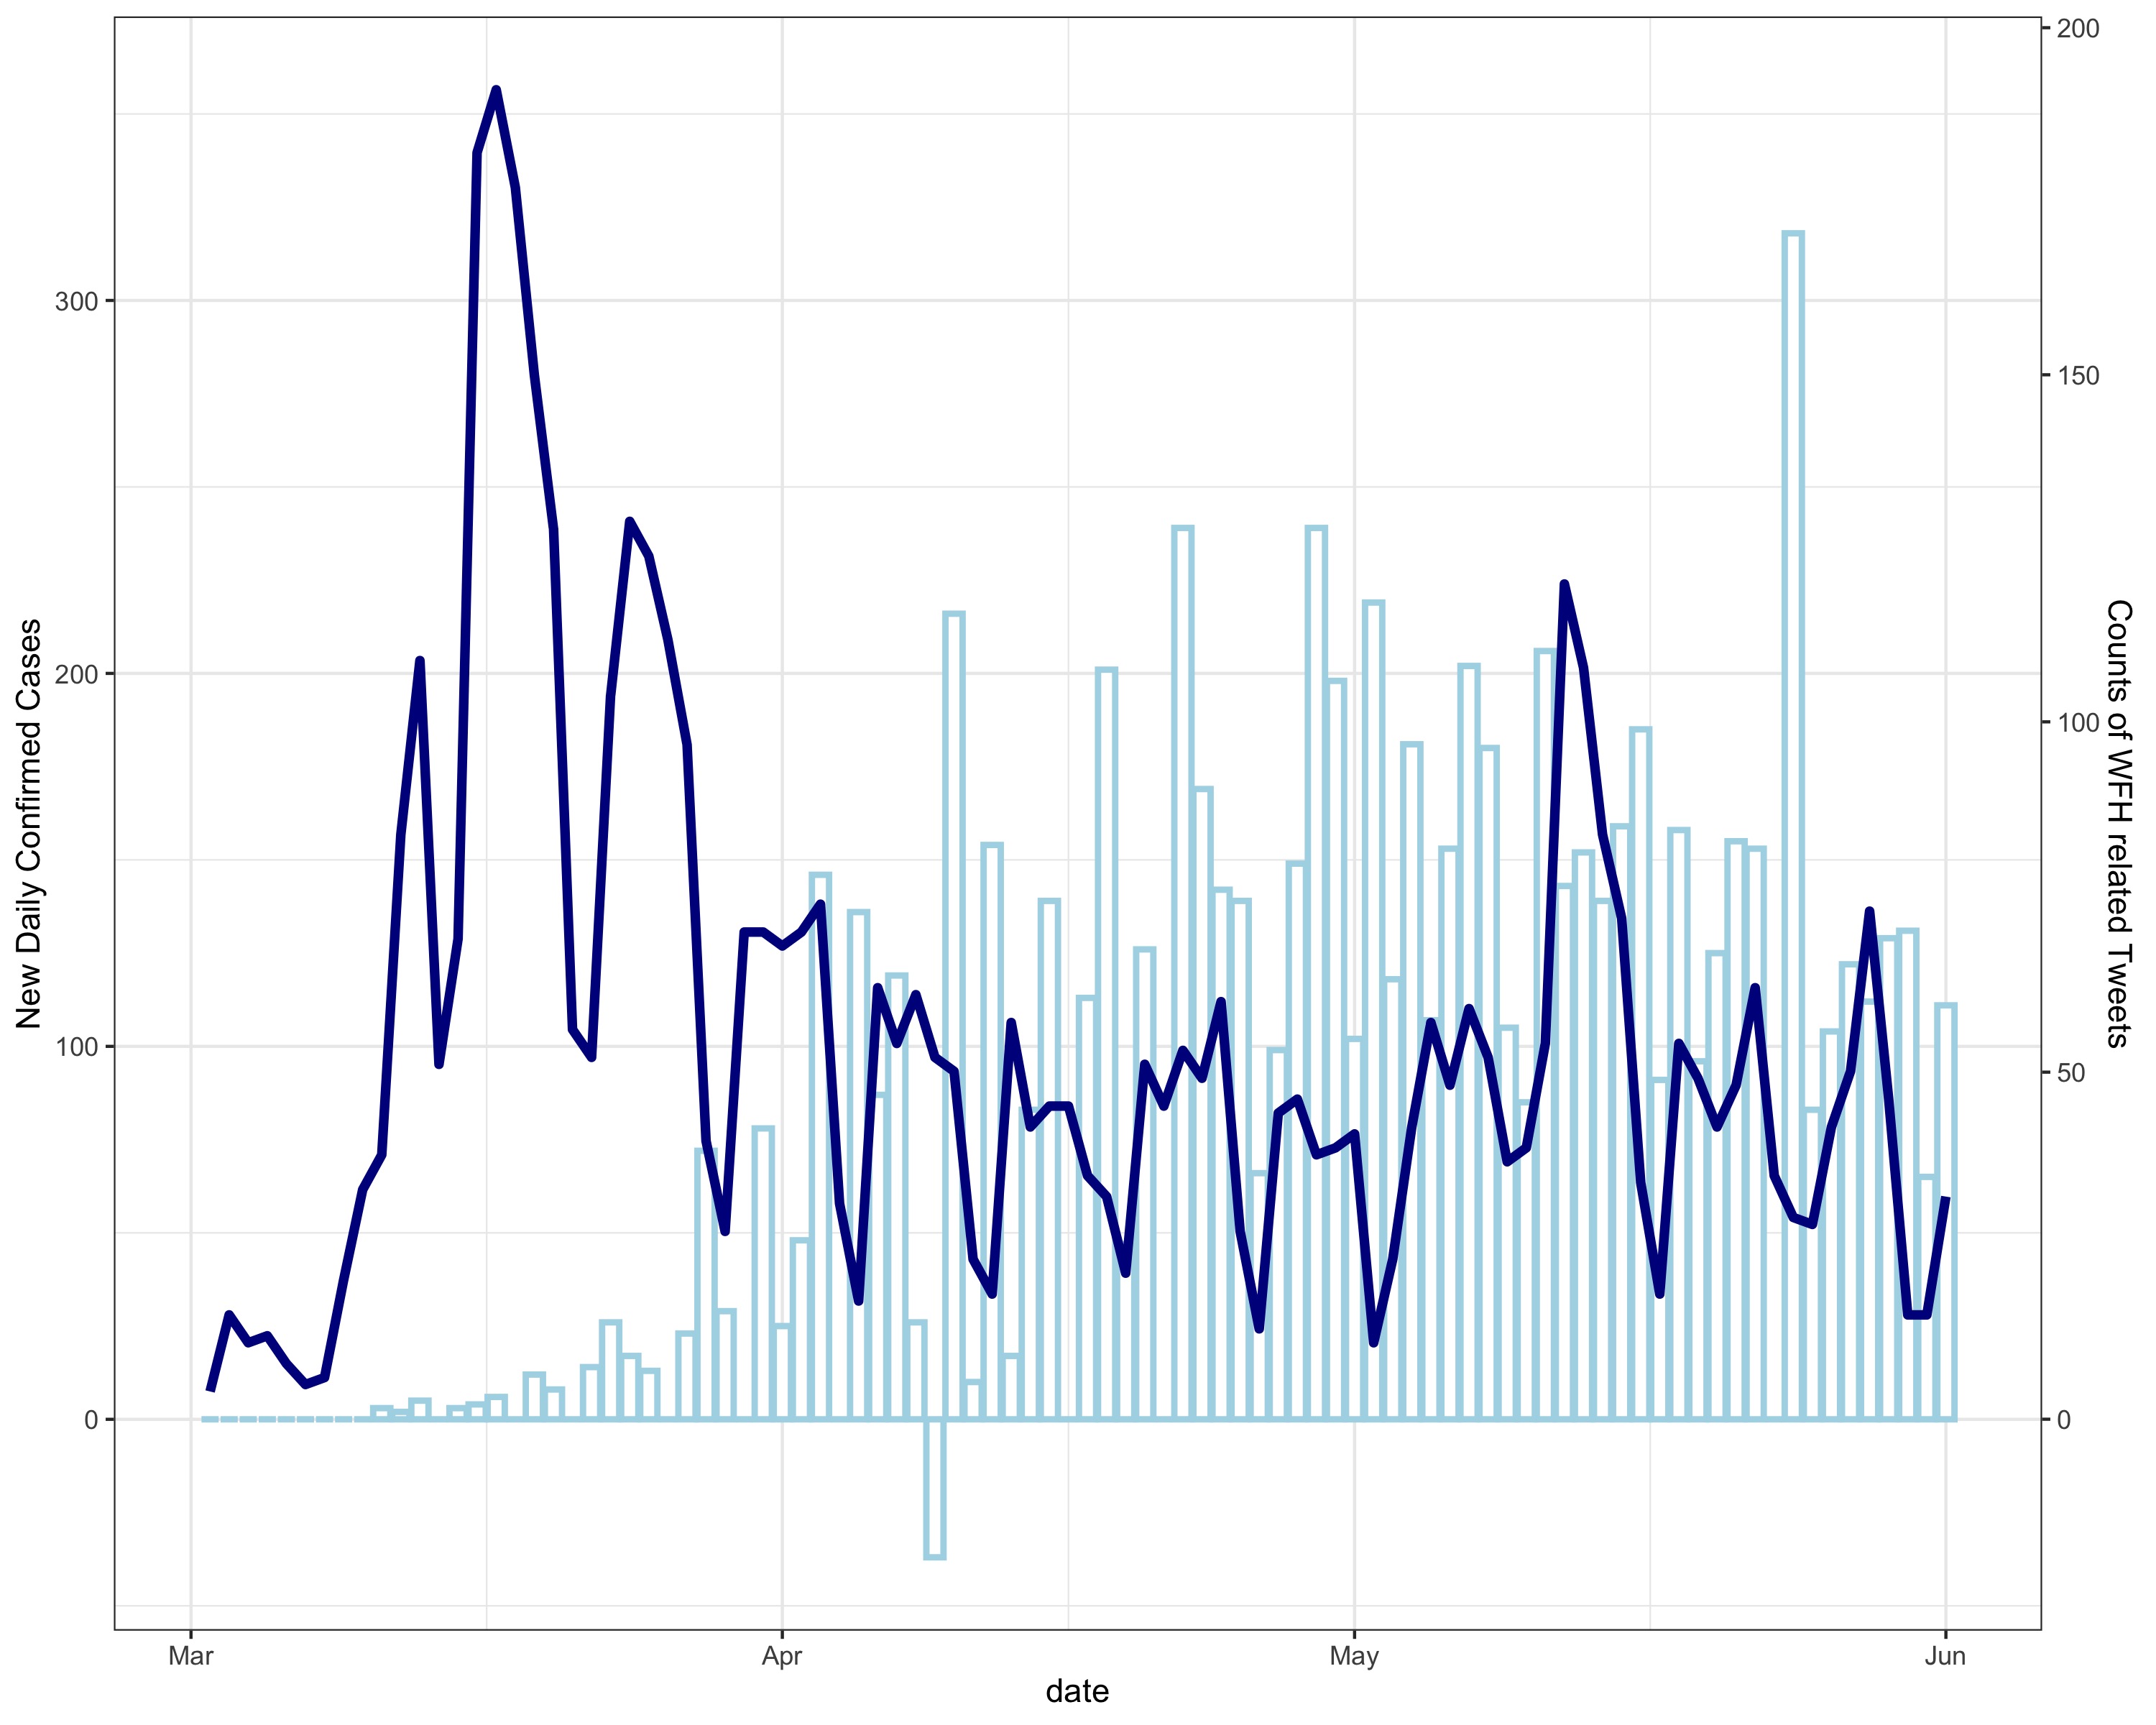 New Daily Confirmed Cases
300
200
100
0
200
150
100
50
0
Counts of WFH related Tweets
Mar
Apr
May
Jun
date